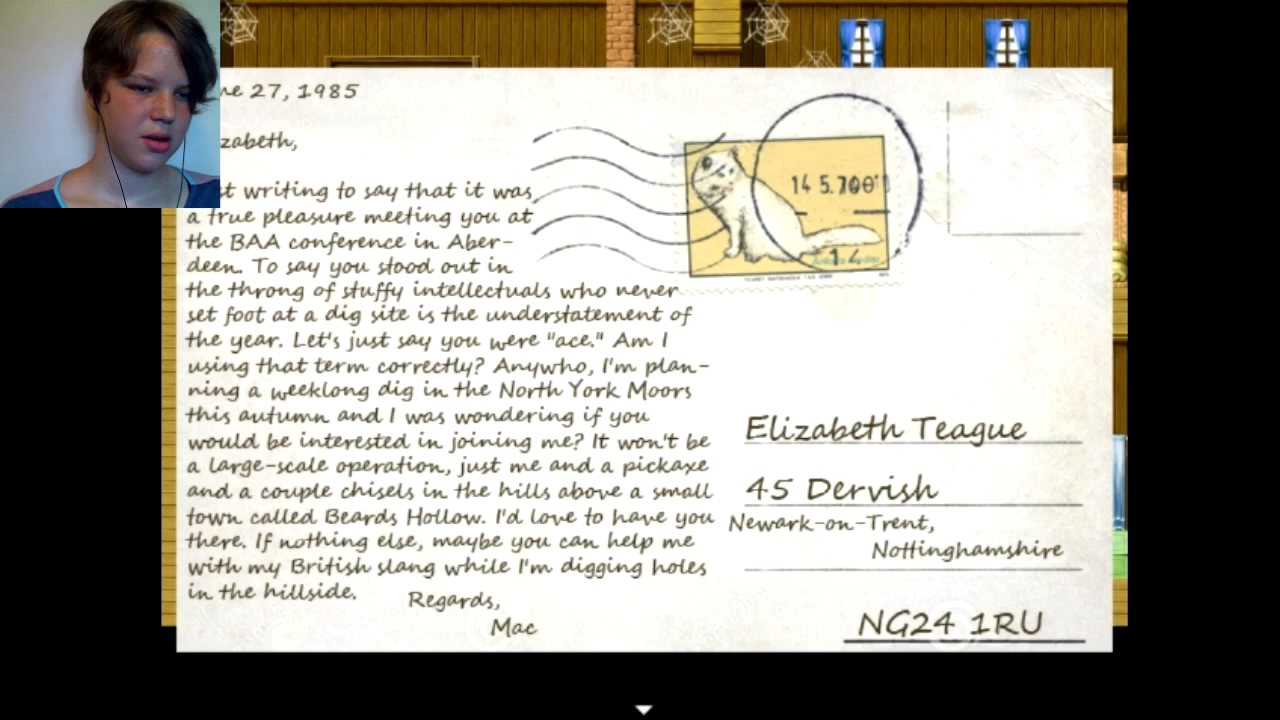 ne 27, 1985
zabeth,
t writing to say that it was
a true pleasure meeting you at
the BAA conference in Aber-
deen. To say you stood out in
the throng of stuffy intellectuals who never
set foot at a dig site is the understatement of
the year. Let's just say you were "ace." Am I
using that term correctly? Anywho, I'm plan-
ning a weeklong dig in the North York Moors
this autumn and I was wondering if you
would be interested in joining me? It won't be
a large-scale operation, just me and a pickaxe
and a couple chisels in the hills above a small
town called Beards Hollow. I'd love to have you
there. If nothing else, maybe you can help me
with my British slang while I'm digging holes
in the hillside.
Regards,
Mac
14 5.
14
Elizabeth Teague
45 Dervish
Newark-on-Trent,
Nottinghamshire
NG24 1RU